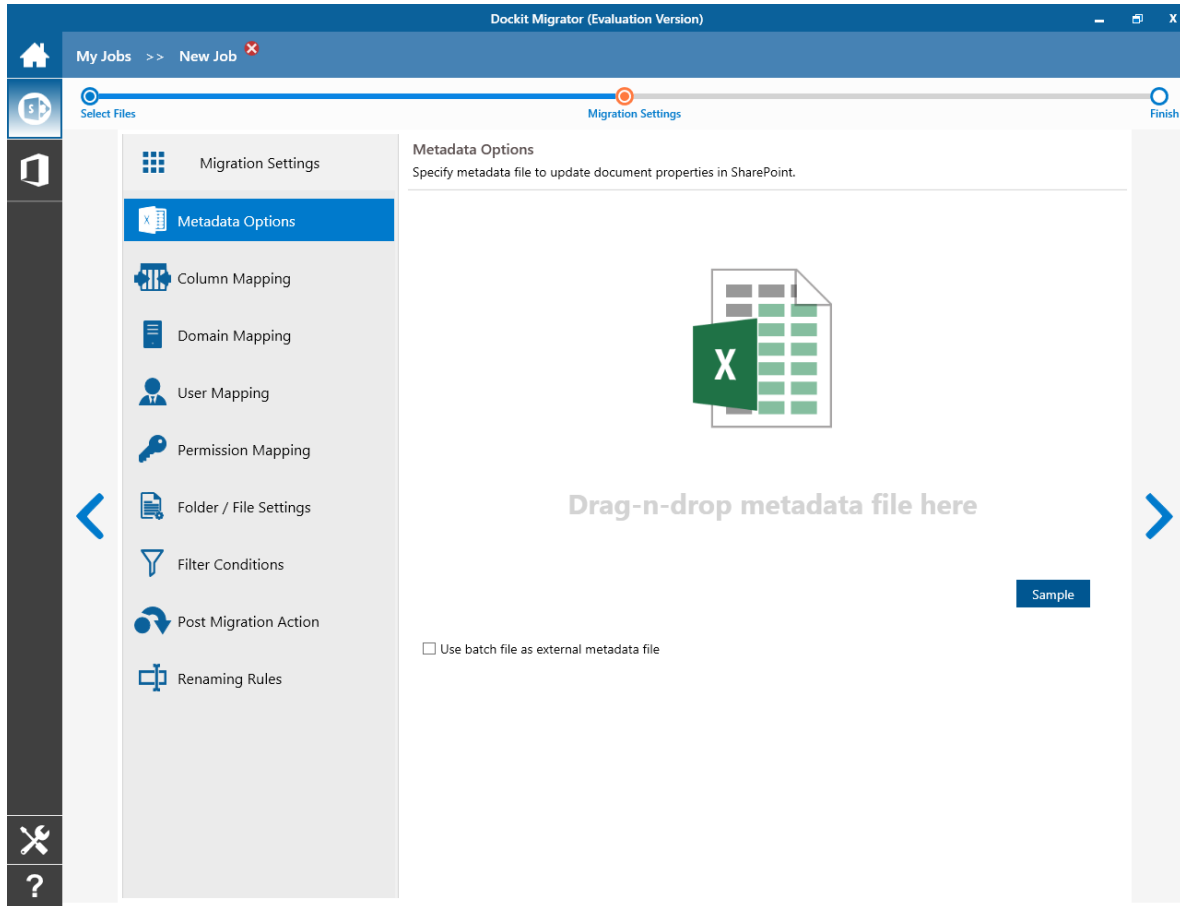 Dockit Migrator (Evaluation Version)
My Jobs >> New Job
Select Files
Migration Settings
Finish
Migration Settings
Metadata Options
Column Mapping
Domain Mapping
User Mapping
Permission Mapping
Folder / File Settings
Filter Conditions
Post Migration Action
Renaming Rules
Metadata Options
Specify metadata file to update document properties in SharePoint.
X
Drag-n-drop metadata file here
Sample
Use batch file as external metadata file
?